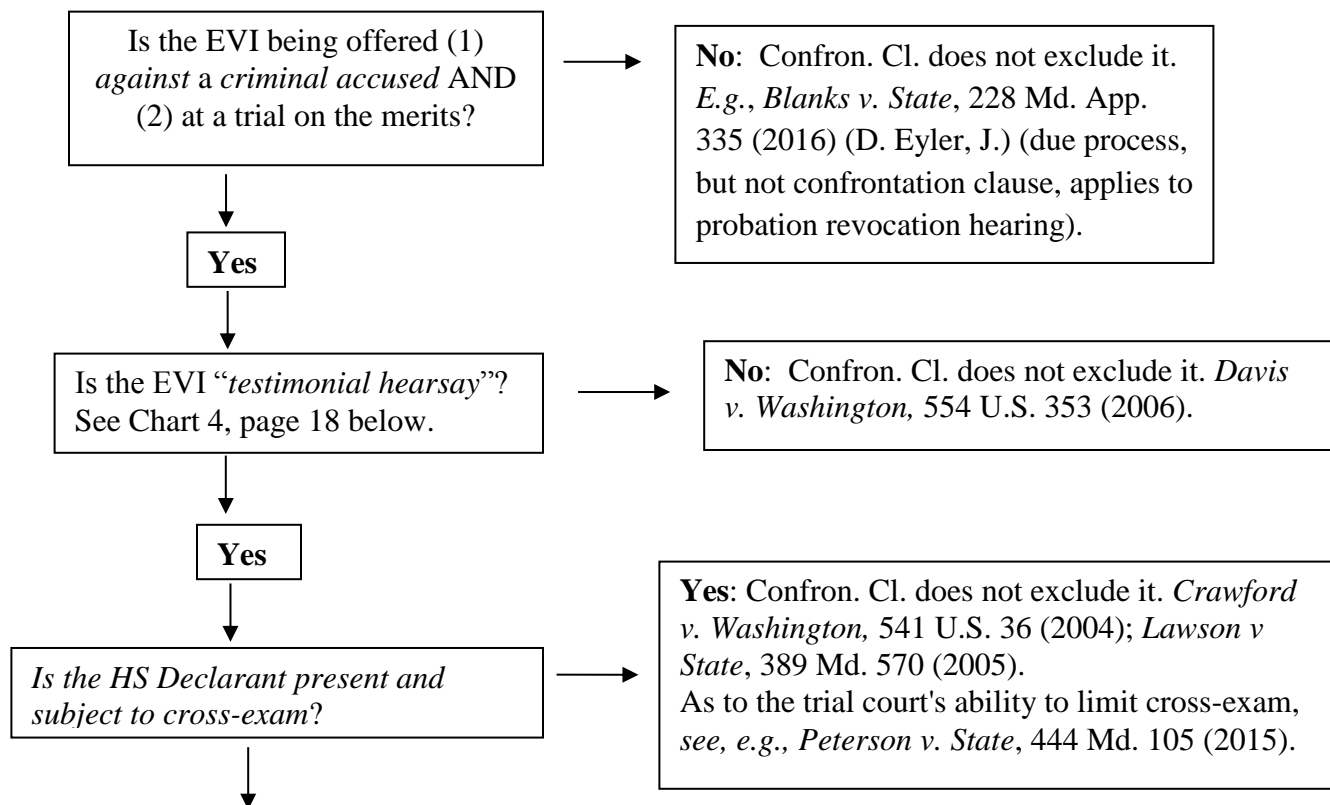 Is the EVI being offered (1)
against a criminal accused AND
(2) at a trial on the merits?
No: Confron. Cl. does not exclude it.
E.g., Blanks v. State, 228 Md. App.
335 (2016) (D. Eyler, J.) (due process,
but not confrontation clause, applies to
probation revocation hearing).
Yes
Is the EVI “testimonial hearsay”?
See Chart 4, page 18 below.
No: Confron. Cl. does not exclude it. Davis
v. Washington, 554 U.S. 353 (2006).
Yes
Is the HS Declarant present and
subject to cross-exam?
Yes: Confron. Cl. does not exclude it. Crawford
v. Washington, 541 U.S. 36 (2004); Lawson v
State, 389 Md. 570 (2005).
As to the trial court's ability to limit cross-exam,
see, e.g., Peterson v. State, 444 Md. 105 (2015).